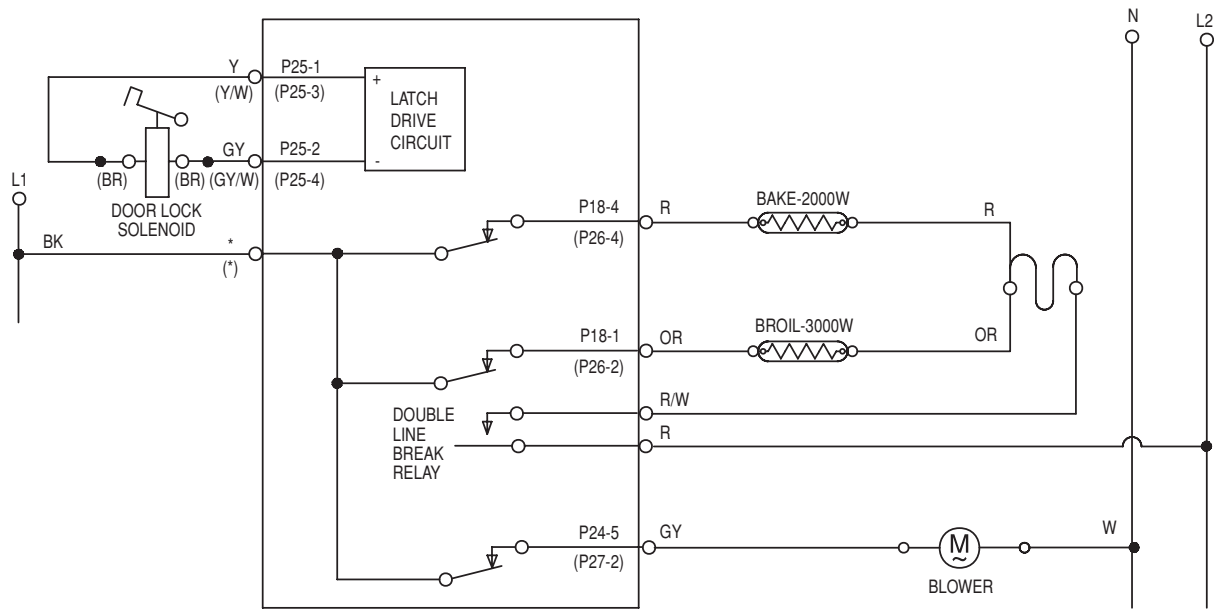 N
L2
Y
P25-1
(Y/W)
(P25-3)
+
LATCH
DRIVE
CIRCUIT
GY
P25-2
-
(BR)
(BR)
(GY/W)
(P25-4)
L1
DOOR LOCK
SOLENOID
BK
*
(*)
P18-4
(P26-4)
R
BAKE-2000W
R
P18-1
(P26-2)
OR
BROIL-3000W
OR
DOUBLE
LINE
BREAK
RELAY
R/W
R
P24-5
(P27-2)
GY
M
~
BLOWER
W